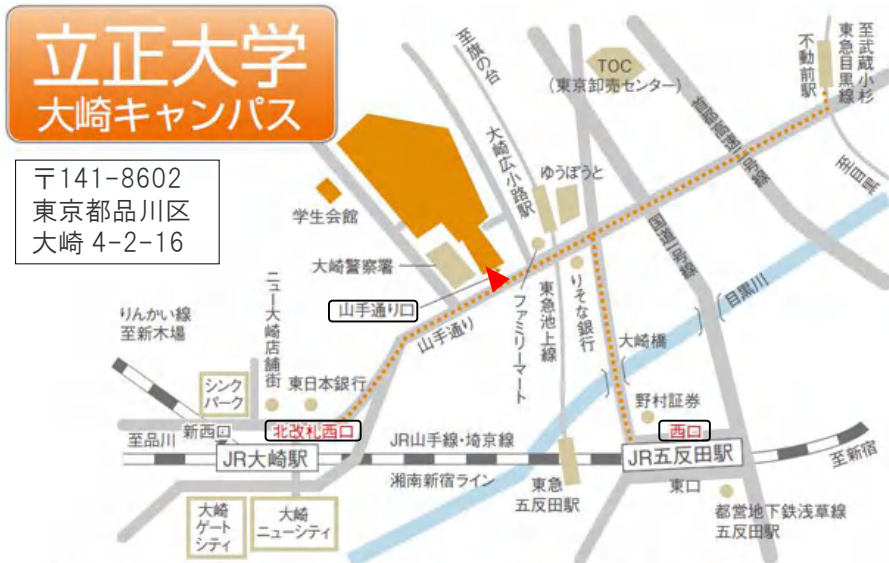 立正大学
大崎キャンパス
〒141-8602
東京都品川区
大崎 4-2-16
至旗の台
大崎広小路駅
TOC
(東京卸売センター)
首都高速二号線
不動前駅
至武蔵小杉
東急目黒線
至目黒
ゆうぽうと
学生会館
国道一号線
大崎警察署
目黒川
山手通り口
山手通り
ファミリーマート
東急池上線
りそな銀行
大崎橋
りんかい線
至新木場
ニュー大崎店舗街
シンク
パーク
東日本銀行
野村証券
新西口
北改札西口
西口
至品川
JR山手線・埼京線
JR大崎駅
JR五反田駅
至新宿
湘南新宿ライン
東急
五反田駅
東口
大崎
ゲート
シティ
大崎
ニューシティ
都営地下鉄浅草線
五反田駅